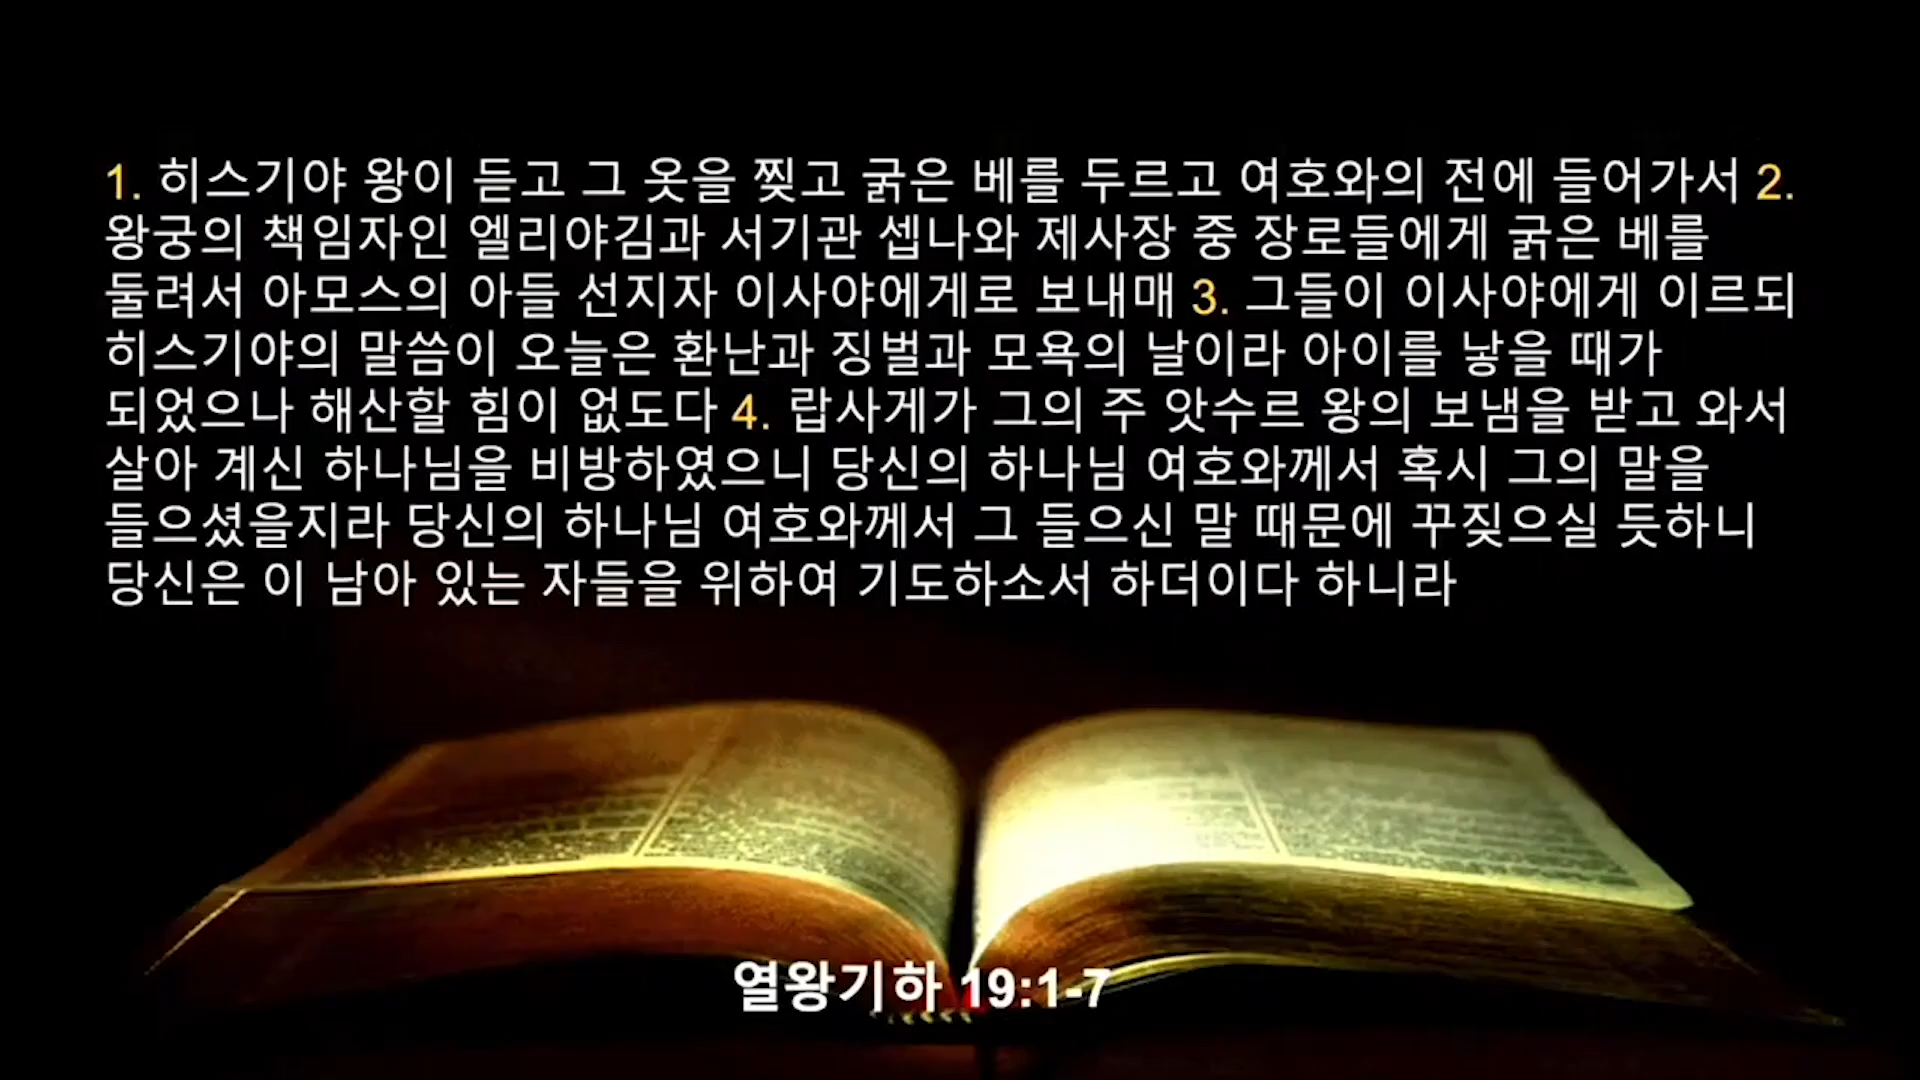 1. 히스기야 왕이 듣고 그 옷을 찢고 굵은 베를 두르고 여호와의 전에 들어가서 2.
왕궁의 책임자인 엘리야김과 서기관 셉나와 제사장 중 장로들에게 굵은 베를
둘려서 아모스의 아들 선지자 이사야에게로 보내매 3. 그들이 이사야에게 이르되
히스기야의 말씀이 오늘은 환난과 징벌과 모욕의 날이라 아이를 낳을 때가
되었으나 해산할 힘이 없도다 4. 랍사게가 그의 주 앗수르 왕의 보냄을 받고 와서
살아 계신 하나님을 비방하였으니 당신의 하나님 여호와께서 혹시 그의 말을
들으셨을지라 당신의 하나님 여호와께서 그 들으신 말 때문에 꾸짖으실 듯하니
당신은 이 남아 있는 자들을 위하여 기도하소서 하더이다 하니라
열왕기하 19:1-7